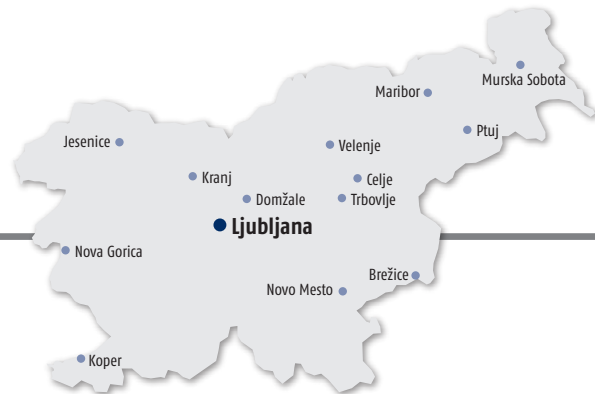 Murska Sobota
Maribor
Ptuj
Jesenice
Velenje
Kranj
Celje
Domžale
Trbovlje
Ljubljana
Nova Gorica
Brežice
Novo Mesto
Koper